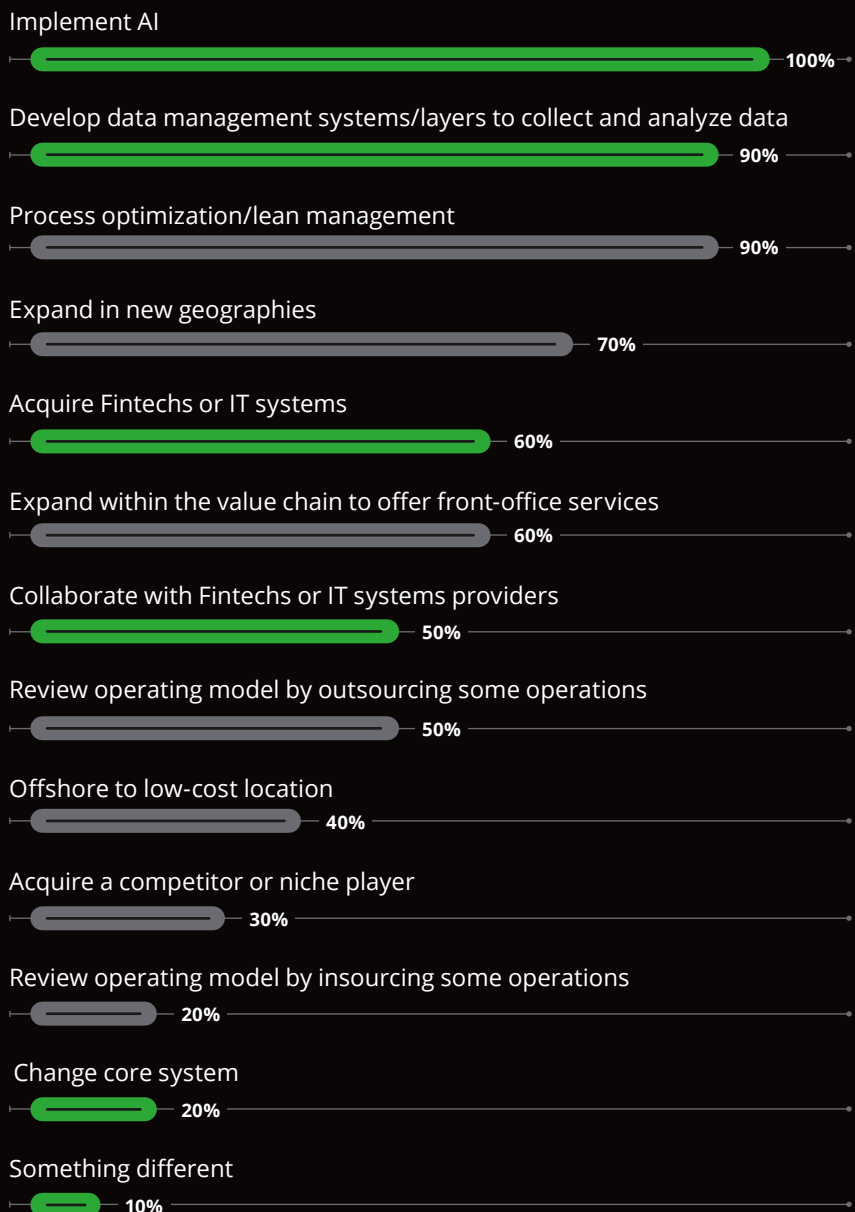 Implement AI
100%
Develop data management systems/layers to collect and analyze data
90%
Process optimization/lean management
90%
Expand in new geographies
70%
Acquire Fintechs or IT systems
60%
Expand within the value chain to offer front-office services
60%
Collaborate with Fintechs or IT systems providers
50%
Review operating model by outsourcing some operations
50%
Offshore to low-cost location
40%
Acquire a competitor or niche player
30%
Review operating model by insourcing some operations
20%
Change core system
20%
Something different
10%